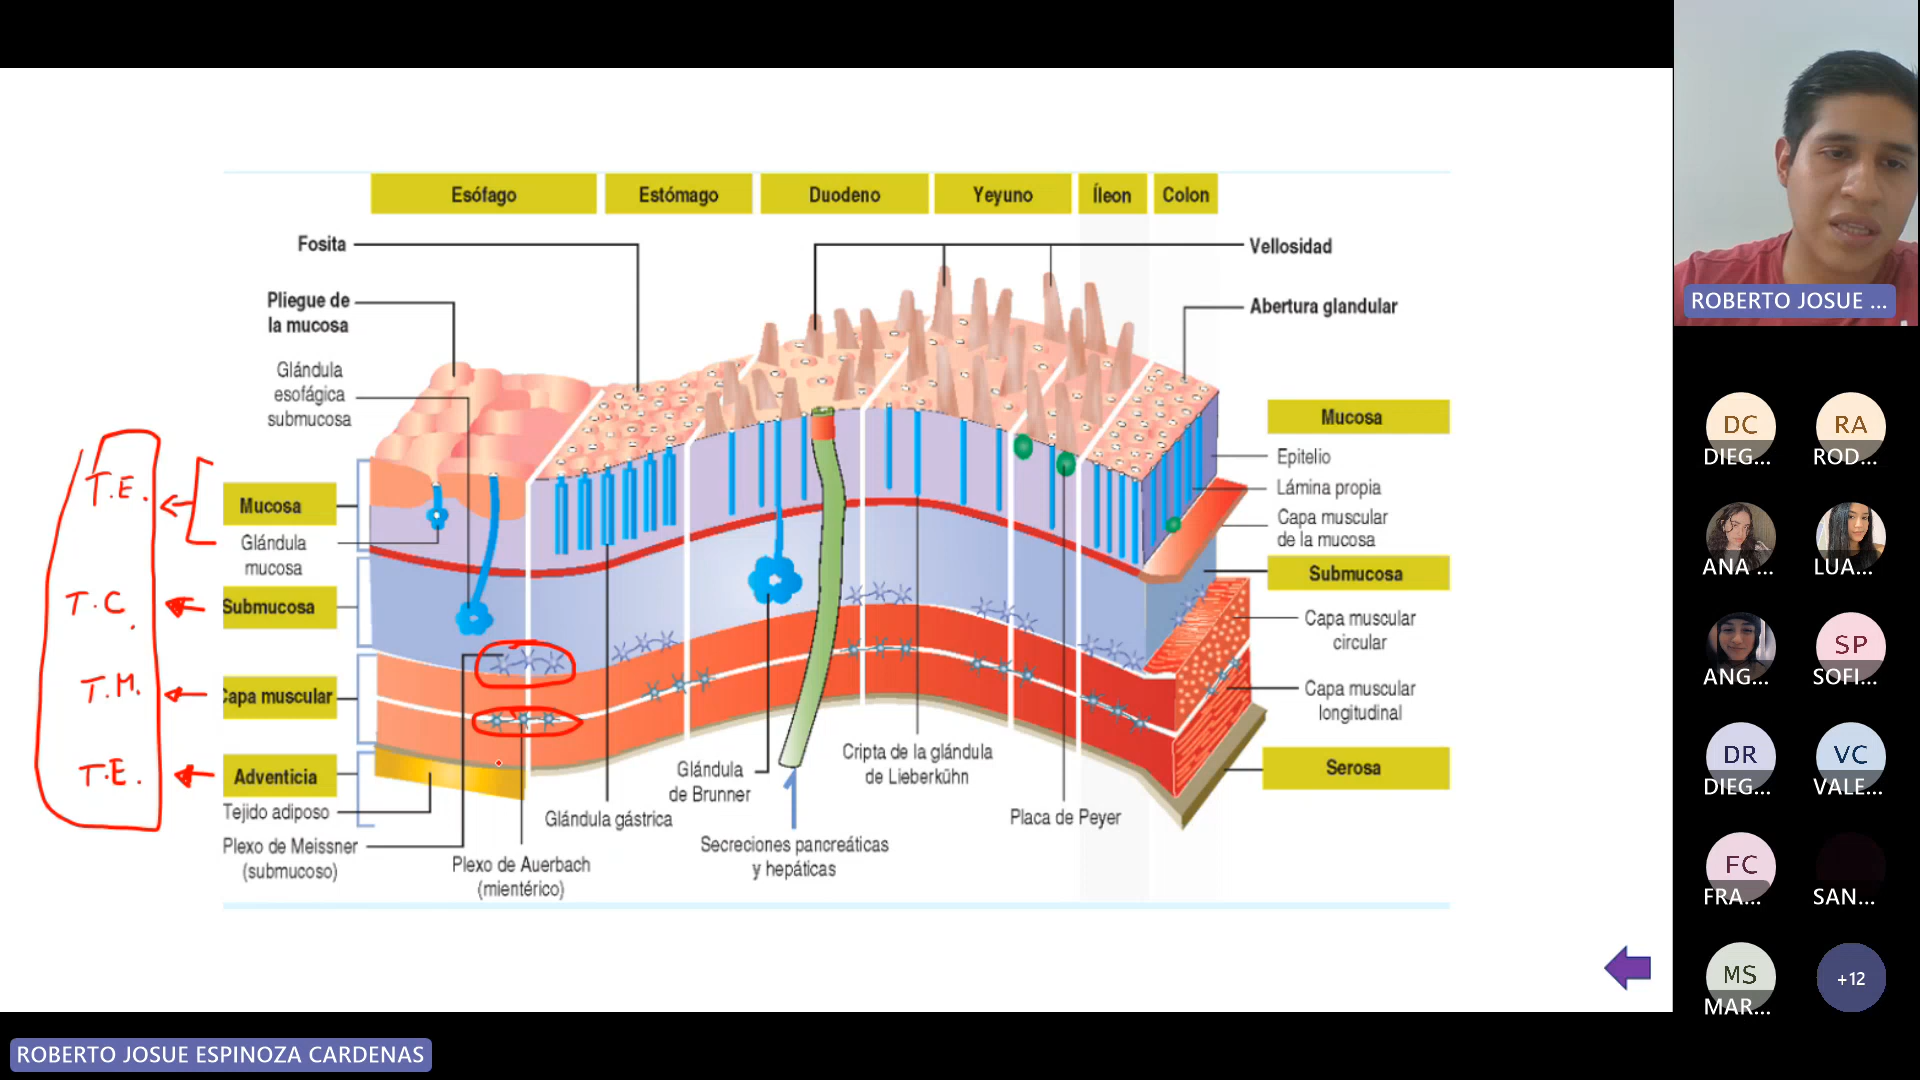 Esófago
Estómago
Duodeno
Yeyuno
Íleon
Colon
Fosita
Vellosidad
Pliegue de
la mucosa
Abertura glandular
Glándula
esofágica
submucosa
Mucosa
Epitelio
Lámina propia
Capa muscular
de la mucosa
Submucosa
Capa muscular
circular
Capa muscular
longitudinal
Serosa
T.E.
Mucosa
Glándula
mucosa
T.C.
Submucosa
T.M.
Capa muscular
T.E.
Adventicia
Tejido adiposo
Plexo de Meissner
(submucoso)
Plexo de Auerbach
(mientérico)
Glándula gástrica
Glándula
de Brunner
Secreciones pancreáticas
y hepáticas
Cripta de la glándula
de Lieberkühn
Placa de Peyer
ROBERTO JOSUE ...
DC
DIEG...
RA
ROD...
ANA ...
LUA...
ANG...
SP
SOFI...
DR
DIEG...
VC
VALE...
FC
FRA...
SAN...
MS
MAR...
+12
ROBERTO JOSUE ESPINOZA CARDENAS